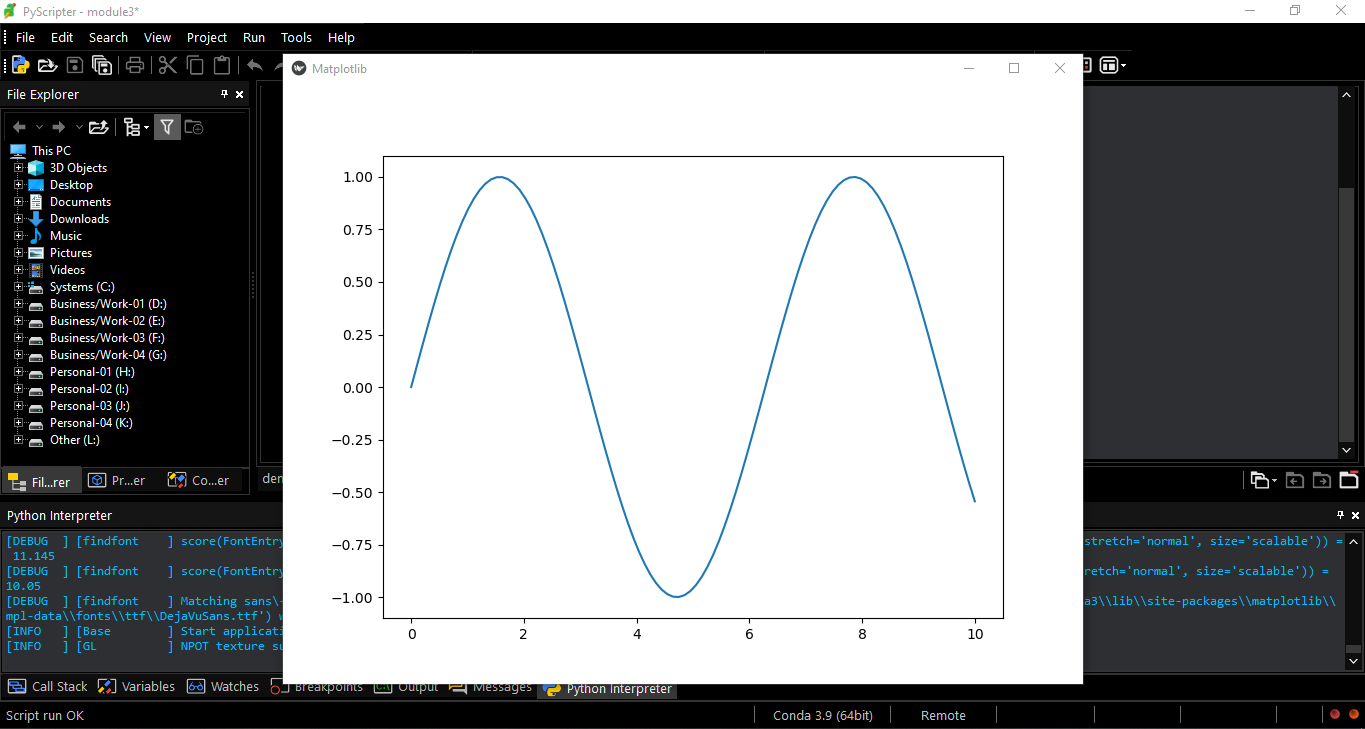 PyScripter - module3*
File Edit Search View Project Run Tools Help
Matplotlib
File Explorer
This PC
3D Objects
Desktop
Documents
Downloads
Music
Pictures
Videos
Systems (C:)
Business/Work-01 (D:)
Business/Work-02 (E:)
Business/Work-03 (F:)
Business/Work-04 (G:)
Personal-01 (H:)
Personal-02 (I:)
Personal-03 (J:)
Personal-04 (K:)
Other (L:)
Fil...rer Pr...er Co...er
1.00
0.75
0.50
0.25
0.00
−0.25
−0.50
−0.75
−1.00
0 2 4 6 8 10
Python Interpreter
[DEBUG ] [findfont ] score(FontEntry stretch='normal', size='scalable')) =
11.145
[DEBUG ] [findfont ] score(FontEntry retch='normal', size='scalable')) =
10.05
[DEBUG ] [findfont ] Matching sans\ a3\\lib\\site-packages\\matplotlib\\
mpl-data\\fonts\\ttf\\DejaVuSans.ttf')
[INFO ] [Base ] Start applicati
[INFO ] [GL ] NPOT texture su
Call Stack Variables Watches Breakpoints Output Messages Python Interpreter
Script run OK Conda 3.9 (64bit) Remote